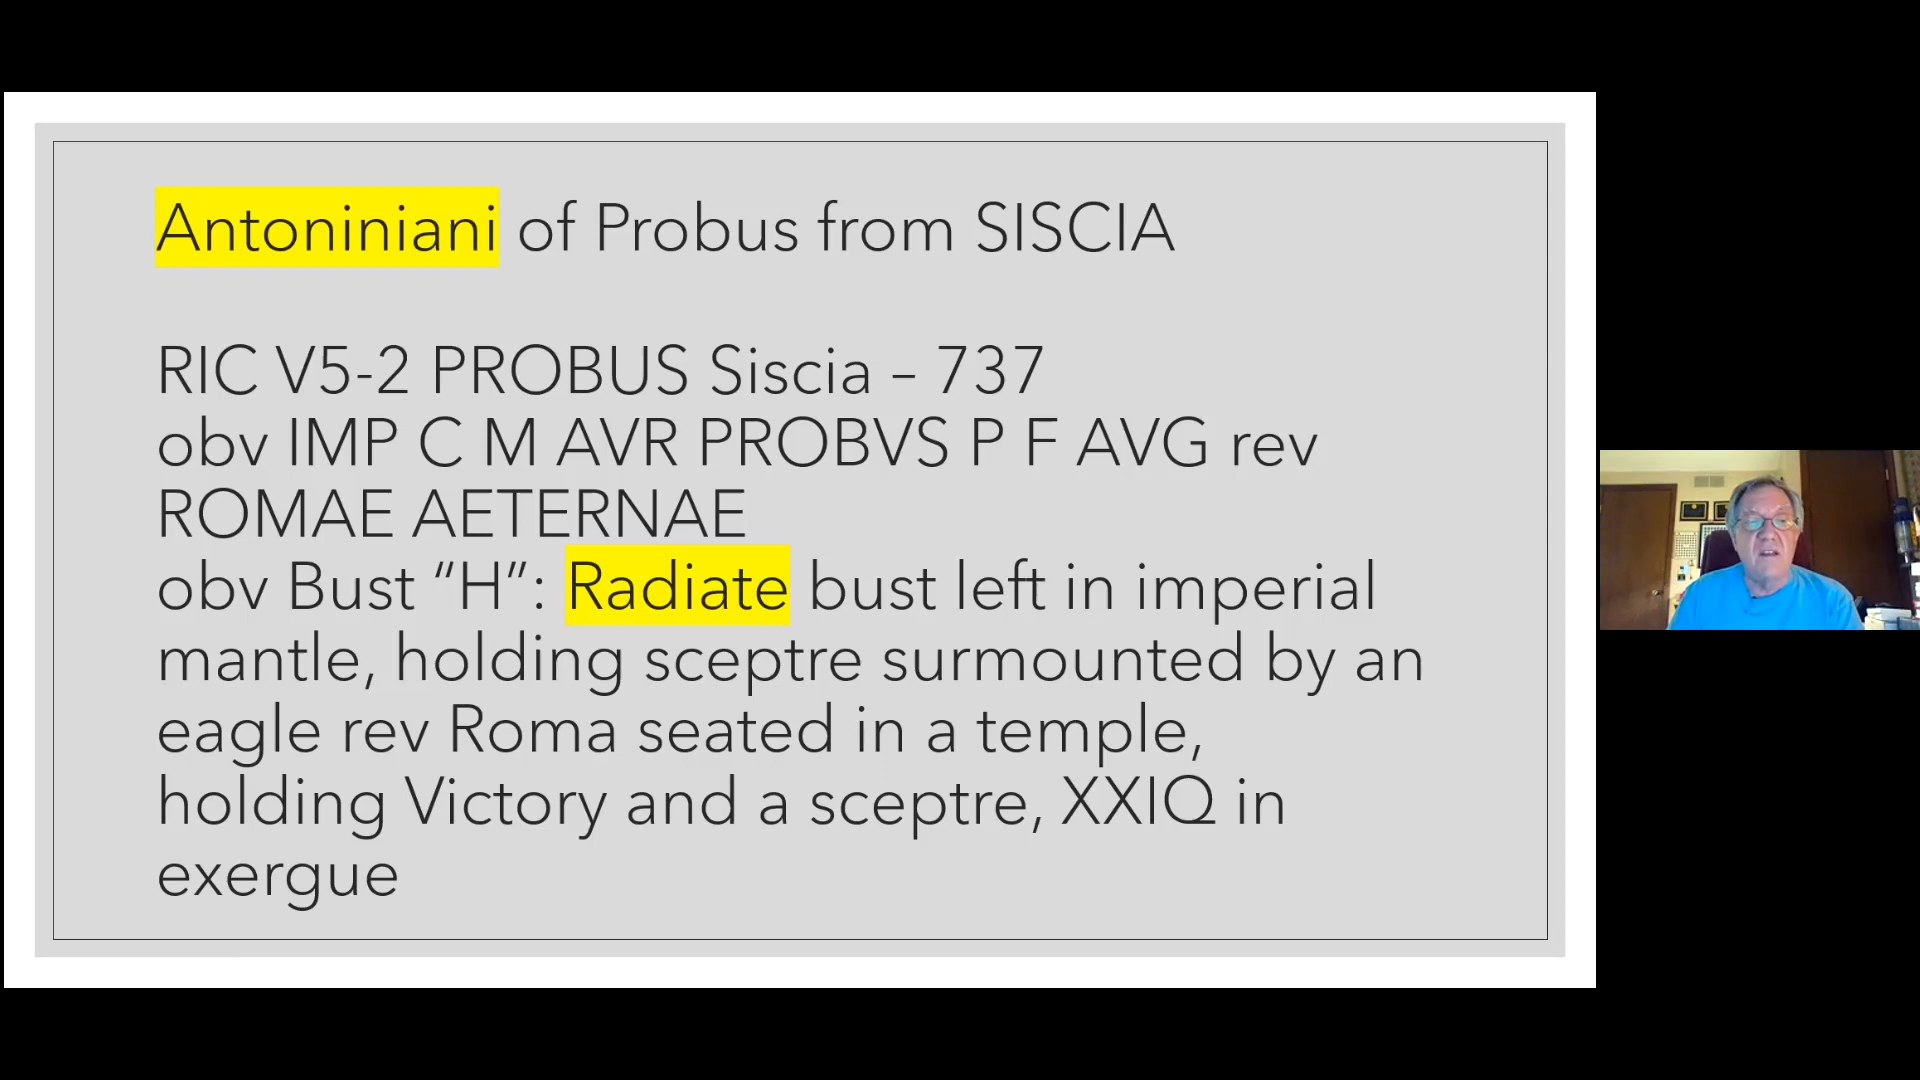 Antoniniani of Probus from SISCIA
RIC V5-2 PROBUS Siscia – 737
obv IMP C M AVR PROBVS P F AVG rev
ROMAE AETERNAE
obv Bust “H”: Radiate bust left in imperial
mantle, holding sceptre surmounted by an
eagle rev Roma seated in a temple,
holding Victory and a sceptre, XXIQ in
exergue